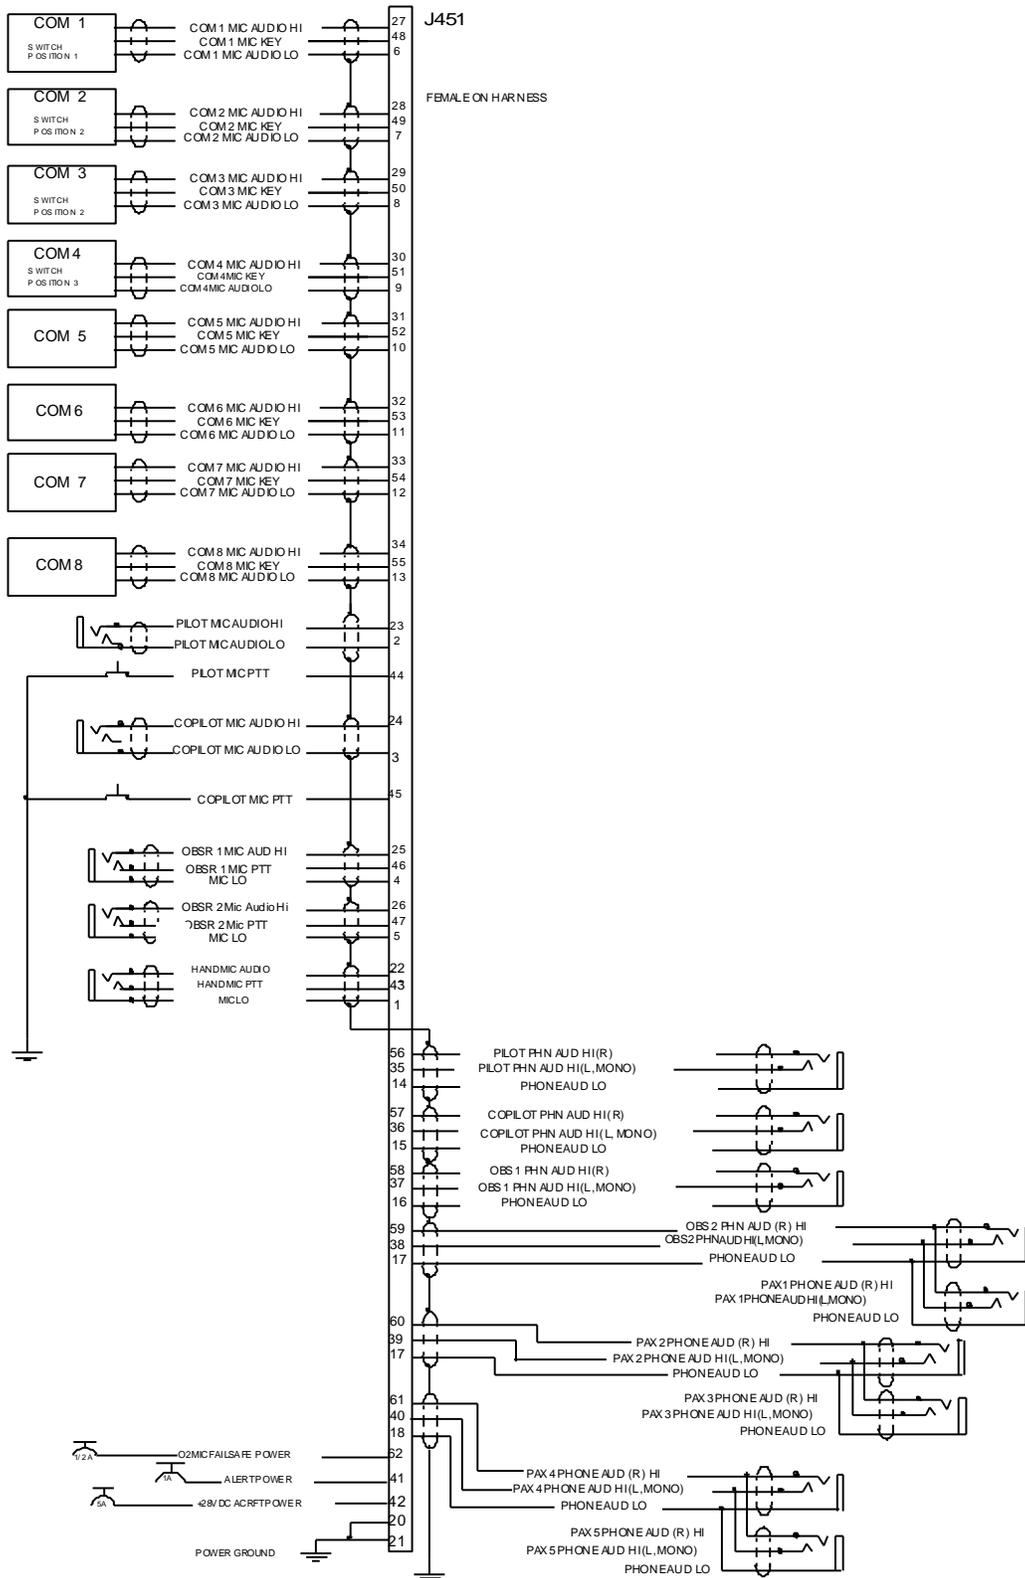 J451
FEMALE ON HARNESS
COM 1
SWITCH
POSITION 1
COM 1 MIC AUDIO HI 27
COM 1 MIC KEY 48
COM 1 MIC AUDIO LO 6
COM 2
SWITCH
POSITION 2
COM 2 MIC AUDIO HI 28
COM 2 MIC KEY 49
COM 2 MIC AUDIO LO 7
COM 3
SWITCH
POSITION 2
COM 3 MIC AUDIO HI 29
COM 3 MIC KEY 50
COM 3 MIC AUDIO LO 8
COM 4
SWITCH
POSITION 3
COM 4 MIC AUDIO HI 30
COM 4 MIC KEY 51
COM 4 MIC AUDIO LO 9
COM 5
COM 5 MIC AUDIO HI 31
COM 5 MIC KEY 52
COM 5 MIC AUDIO LO 10
COM 6
COM 6 MIC AUDIO HI 32
COM 6 MIC KEY 53
COM 6 MIC AUDIO LO 11
COM 7
COM 7 MIC AUDIO HI 33
COM 7 MIC KEY 54
COM 7 MIC AUDIO LO 12
COM 8
COM 8 MIC AUDIO HI 34
COM 8 MIC KEY 55
COM 8 MIC AUDIO LO 13
PILOT MIC AUDIO HI 23
PILOT MIC AUDIO LO 2
PILOT MIC PTT 44
COPILOT MIC AUDIO HI 24
COPILOT MIC AUDIO LO 3
COPILOT MIC PTT 45
OBSR 1 MIC AUD HI 25
OBSR 1 MIC PTT 46
MIC LO 4
OBSR 2 Mic Audio Hi 26
OBSR 2 Mic PTT 47
MIC LO 5
HANDMIC AUDIO 22
HANDMIC PTT 43
MIC LO 1
56 PILOT PHN AUD HI(R)
35 PILOT PHN AUD HI(L,MONO)
14 PHONE AUD LO
57 COPILOT PHN AUD HI(R)
36 COPILOT PHN AUD HI(L, MONO)
15 PHONE AUD LO
58 OBS 1 PHN AUD HI(R)
37 OBS 1 PHN AUD HI(L,MONO)
16 PHONE AUD LO
59 OBS 2 PHN AUD (R) HI
38 OBS2 PHN AUD HI(L,MONO)
17 PHONE AUD LO
PAX 1 PHONE AUD (R) HI
PAX 1 PHONE AUD HI(L,MONO)
PHONE AUD LO
60 PAX 2 PHONE AUD (R) HI
39 PAX 2 PHONE AUD HI(L,MONO)
17 PHONE AUD LO
PAX 3 PHONE AUD (R) HI
PAX 3 PHONE AUD HI(L,MONO)
PHONE AUD LO
61 PAX 4 PHONE AUD (R) HI
40 PAX 4 PHONE AUD HI(L,MONO)
18 PHONE AUD LO
PAX 5 PHONE AUD (R) HI
PAX 5 PHONE AUD HI(L,MONO)
PHONE AUD LO
1/2 A O2 MIC FAILSAFE POWER 62
1A ALERT POWER 41
5A +28V DC ACRFT POWER 42
20
POWER GROUND 21